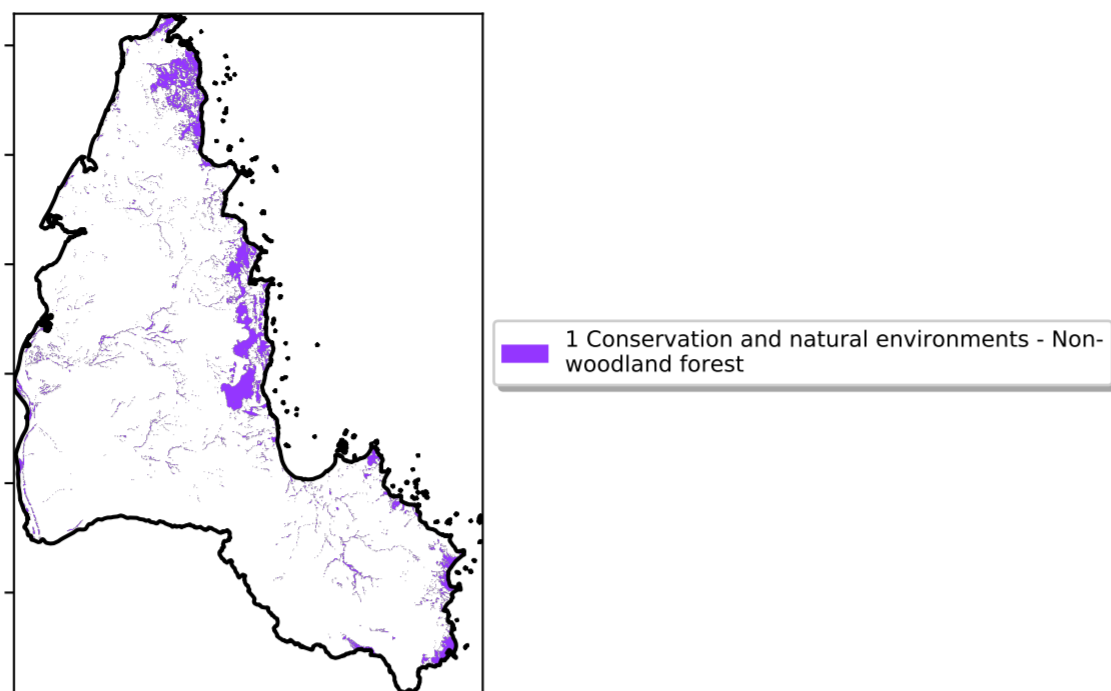 1 Conservation and natural environments - Non-
woodland forest